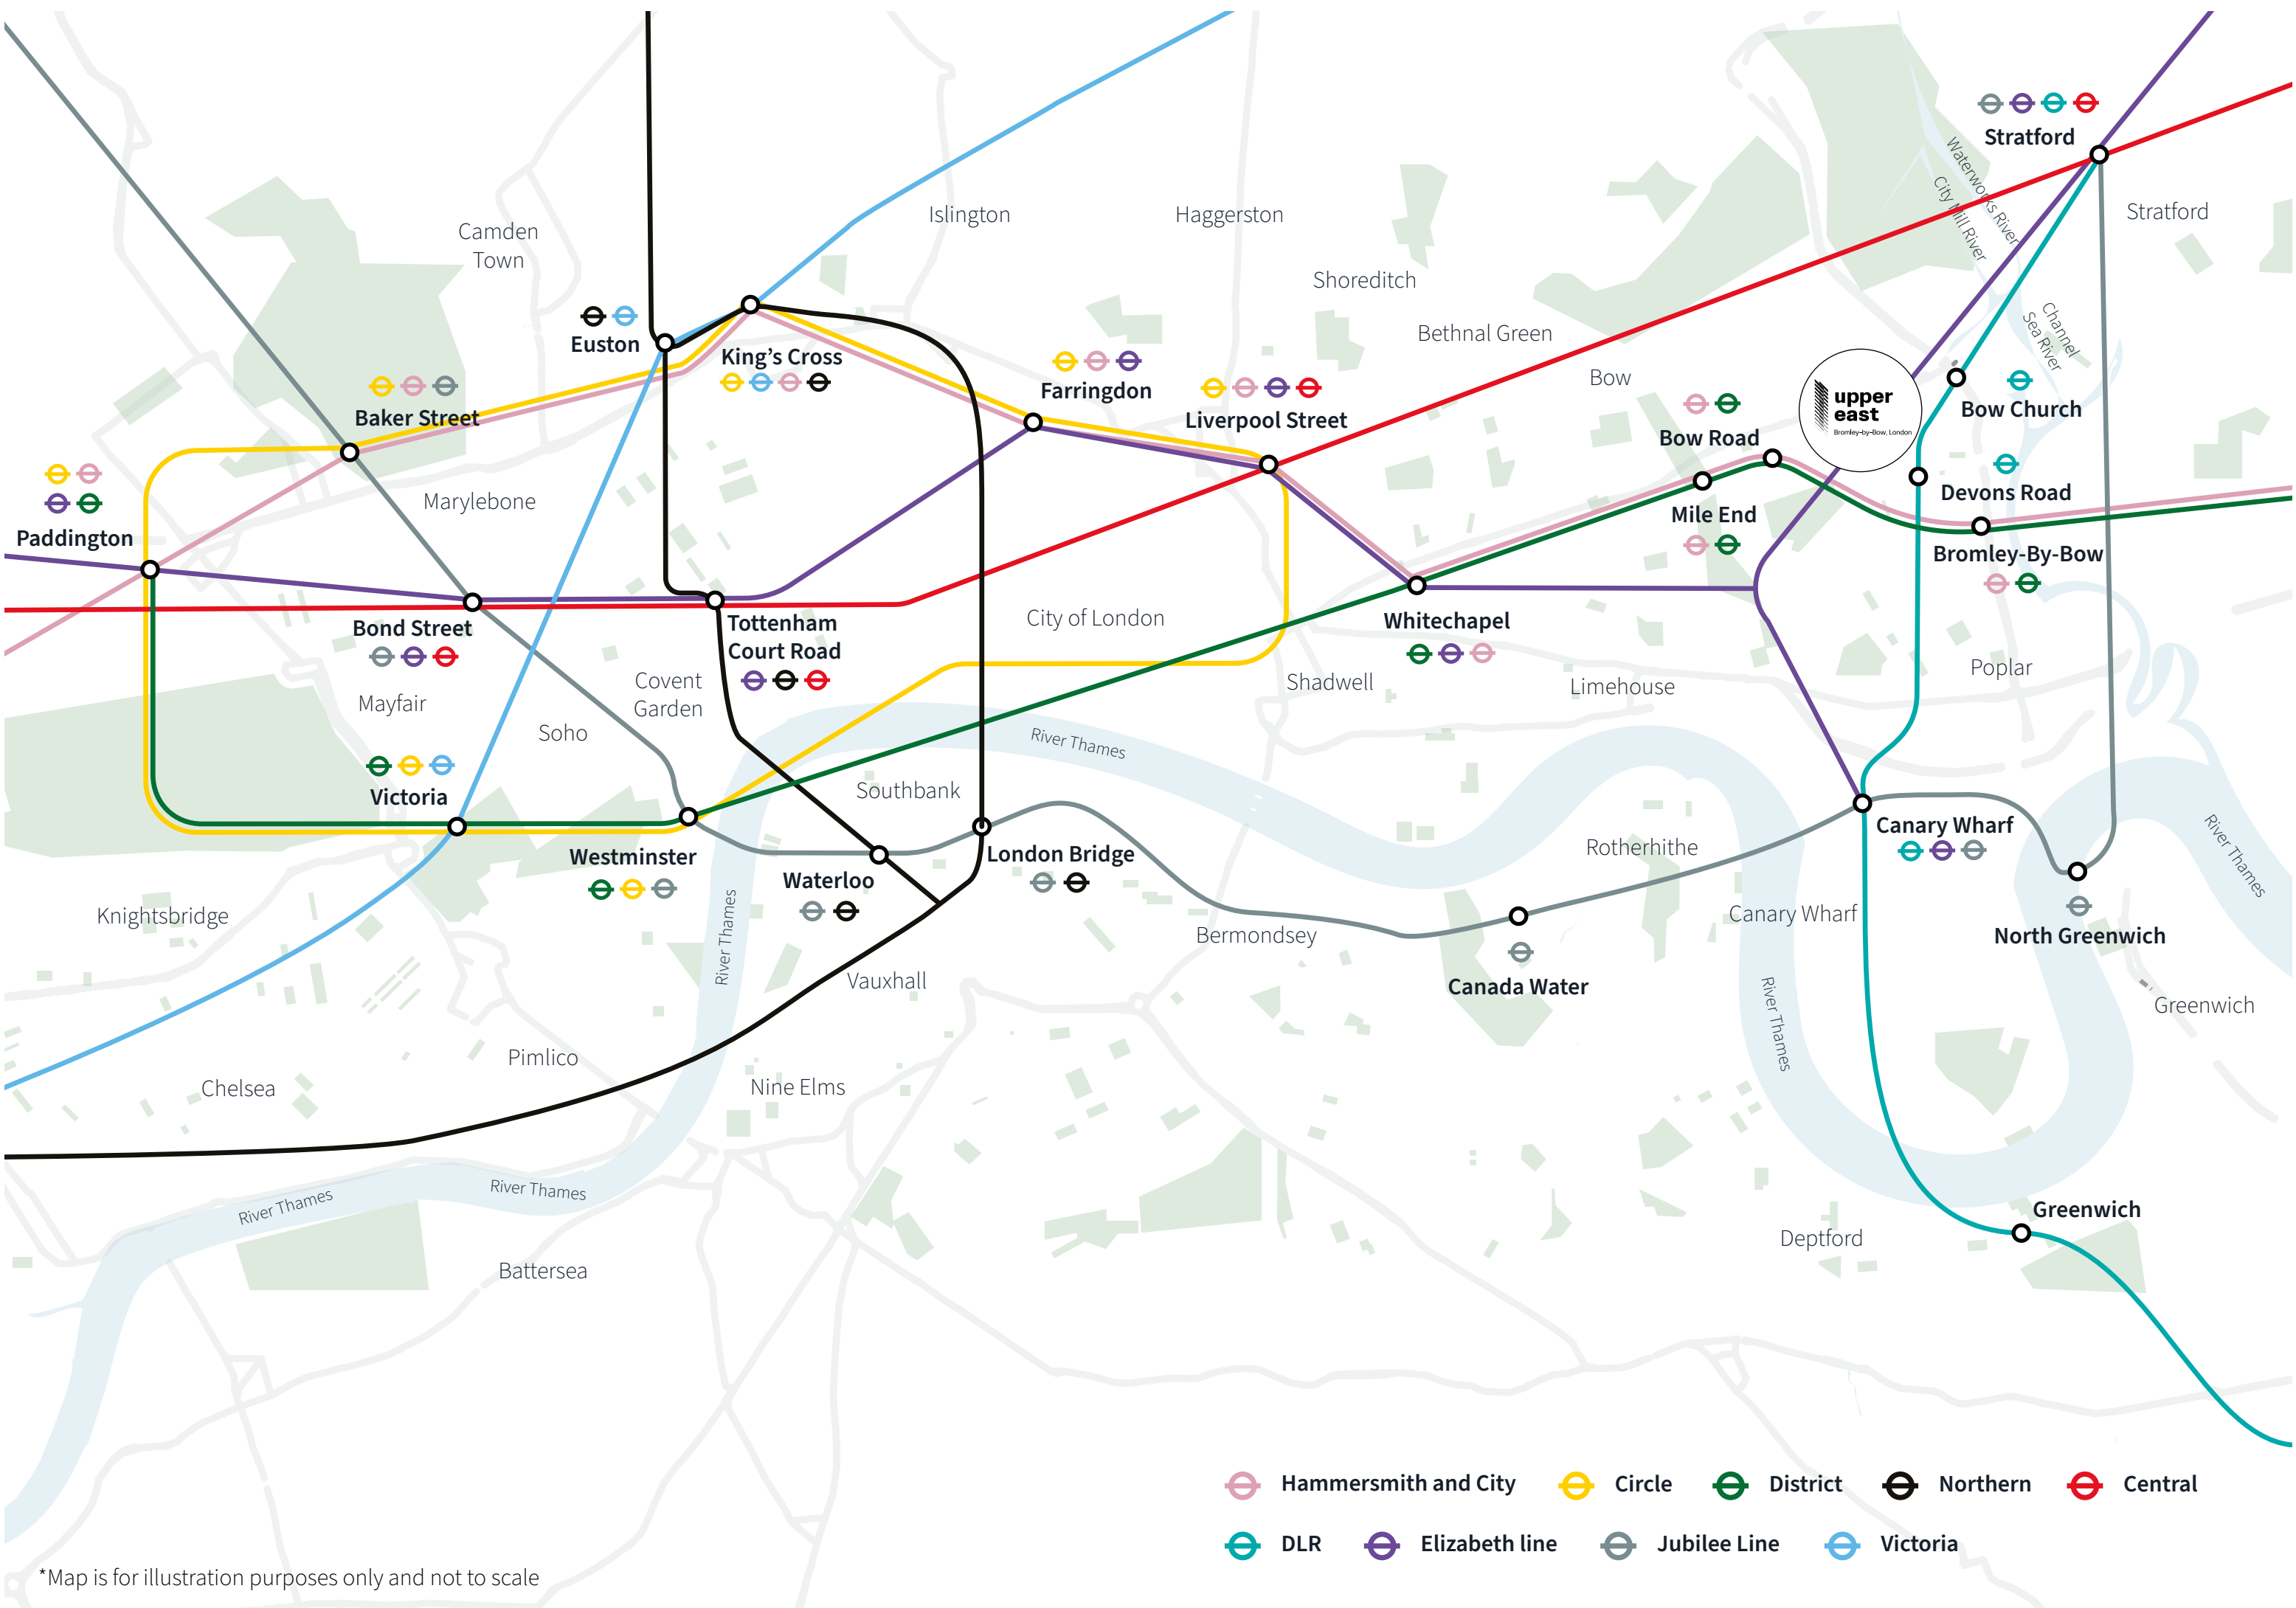 Stratford
Waterworks River
City Mill River
Stratford
Islington
Haggerston
Camden
Town
Shoreditch
Channel
Sea River
Bethnal Green
Euston
King's Cross
Farringdon
Liverpool Street
Bow
Baker Street
Bow Road
upper
east
Bromley-by-Bow, London
Bow Church
Marylebone
Devons Road
Mile End
Paddington
Bromley-By-Bow
Bond Street
Tottenham
Court Road
City of London
Whitechapel
Mayfair
Covent
Garden
Shadwell
Limehouse
Poplar
Soho
River Thames
Victoria
Southbank
Westminster
Waterloo
London Bridge
Rotherhithe
Canary Wharf
River Thames
Knightsbridge
River Thames
Bermondsey
Canary Wharf
North Greenwich
Vauxhall
Canada Water
Greenwich
River Thames
Pimlico
Chelsea
Nine Elms
River Thames
River Thames
Greenwich
Deptford
Battersea
Hammersmith and City
Circle
District
Northern
Central
DLR
Elizabeth line
Jubilee Line
Victoria
*Map is for illustration purposes only and not to scale